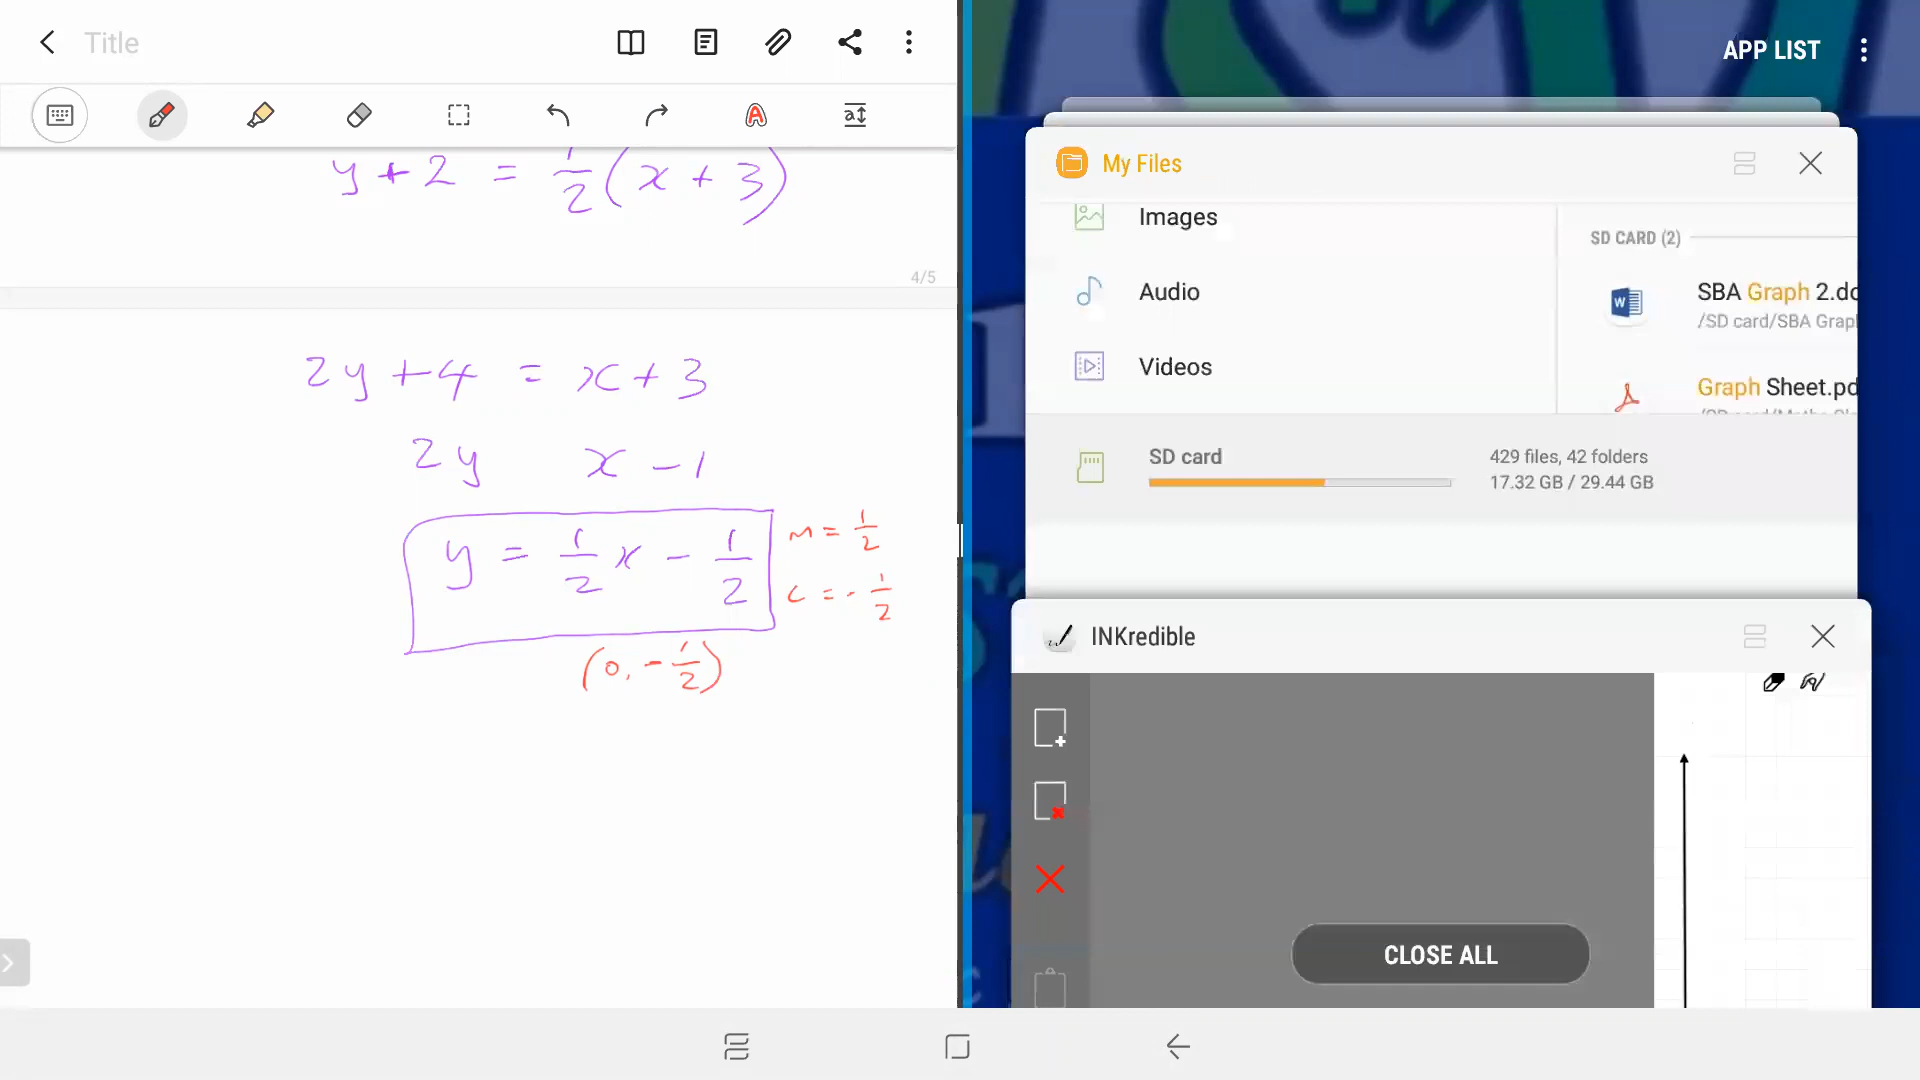 Title
y + 2 = 1/2 (x + 3)
4/5
2y + 4 = x + 3
2y x - 1
y = 1/2 x - 1/2
m = 1/2
c = - 1/2
(0, - 1/2)
APP LIST
My Files
Images
Audio
Videos
SD CARD (2)
SBA Graph 2.do
/SD card/SBA Grap
Graph Sheet.pd
SD card
429 files, 42 folders
17.32 GB / 29.44 GB
INKredible
CLOSE ALL